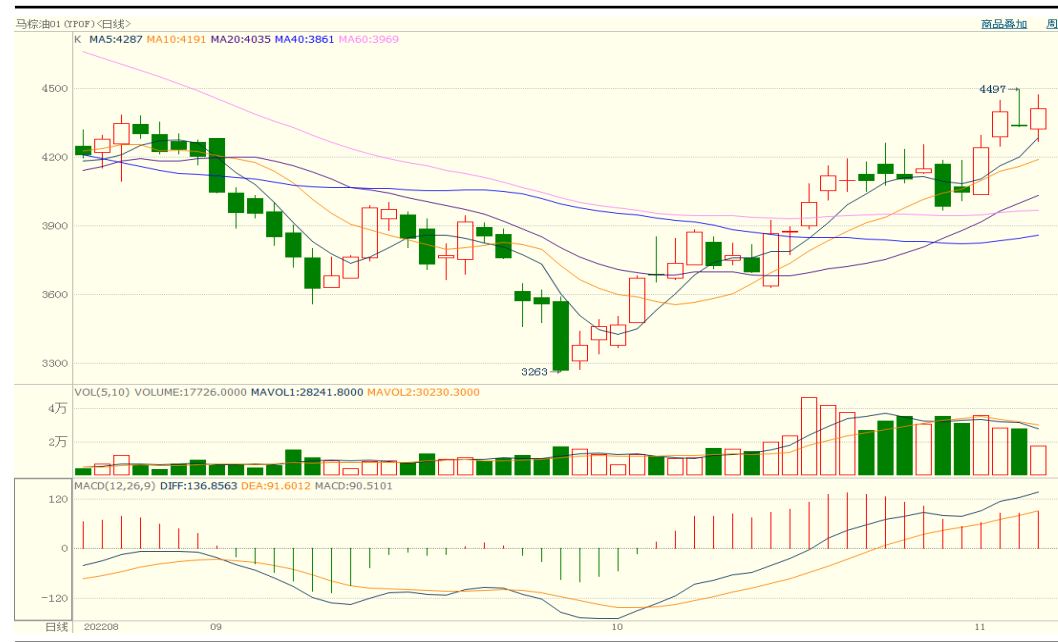 马棕油01 (YPOF)<日线> 商品叠加 周
K MA5:4287 MA10:4191 MA20:4035 MA40:3861 MA60:3969
4500
4497
4200
3900
3600
3300
3263
VOL(5,10) VOLUME:17726.0000 MAVOL1:28241.8000 MAVOL2:30230.3000
4万
2万
MACD(12,26,9) DIFF:136.8563 DEA:91.6012 MACD:90.5101
120
0
-120
日线 202208 09 10 11